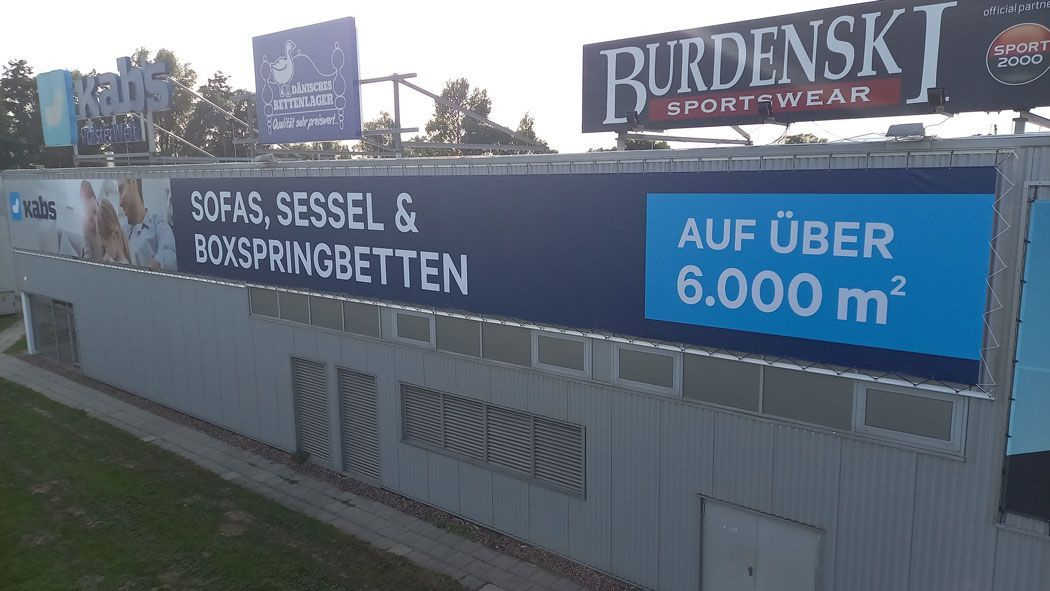 kabs
PolsterWelt
DÄNISCHES
BETTENLAGER
Qualität sehr preiswert.
BURDENSKI
SPORTSWEAR
official partner
SPORT
2000
kabs
SOFAS, SESSEL &
BOXSPRINGBETTEN
AUF ÜBER
6.000 m²